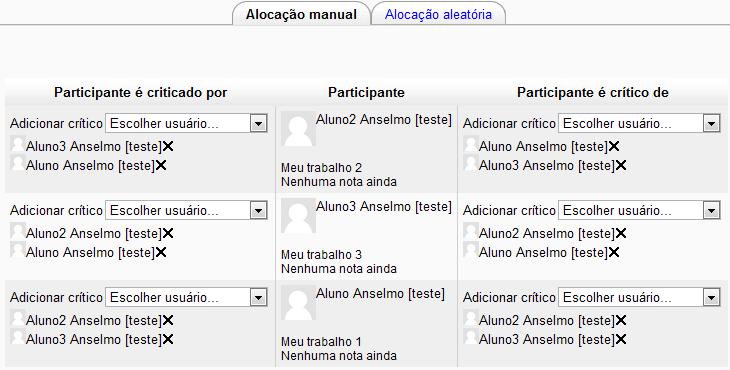 Alocação manual Alocação aleatória
Participante é criticado por Participante Participante é crítico de
Adicionar crítico Escolher usuário...
Aluno3 Anselmo [teste]
Aluno Anselmo [teste]
Aluno2 Anselmo [teste]
Meu trabalho 2
Nenhuma nota ainda
Adicionar crítico Escolher usuário...
Aluno Anselmo [teste]
Aluno3 Anselmo [teste]
Adicionar crítico Escolher usuário...
Aluno2 Anselmo [teste]
Aluno Anselmo [teste]
Aluno3 Anselmo [teste]
Meu trabalho 3
Nenhuma nota ainda
Adicionar crítico Escolher usuário...
Aluno2 Anselmo [teste]
Aluno Anselmo [teste]
Adicionar crítico Escolher usuário...
Aluno2 Anselmo [teste]
Aluno3 Anselmo [teste]
Aluno Anselmo [teste]
Meu trabalho 1
Nenhuma nota ainda
Adicionar crítico Escolher usuário...
Aluno2 Anselmo [teste]
Aluno3 Anselmo [teste]